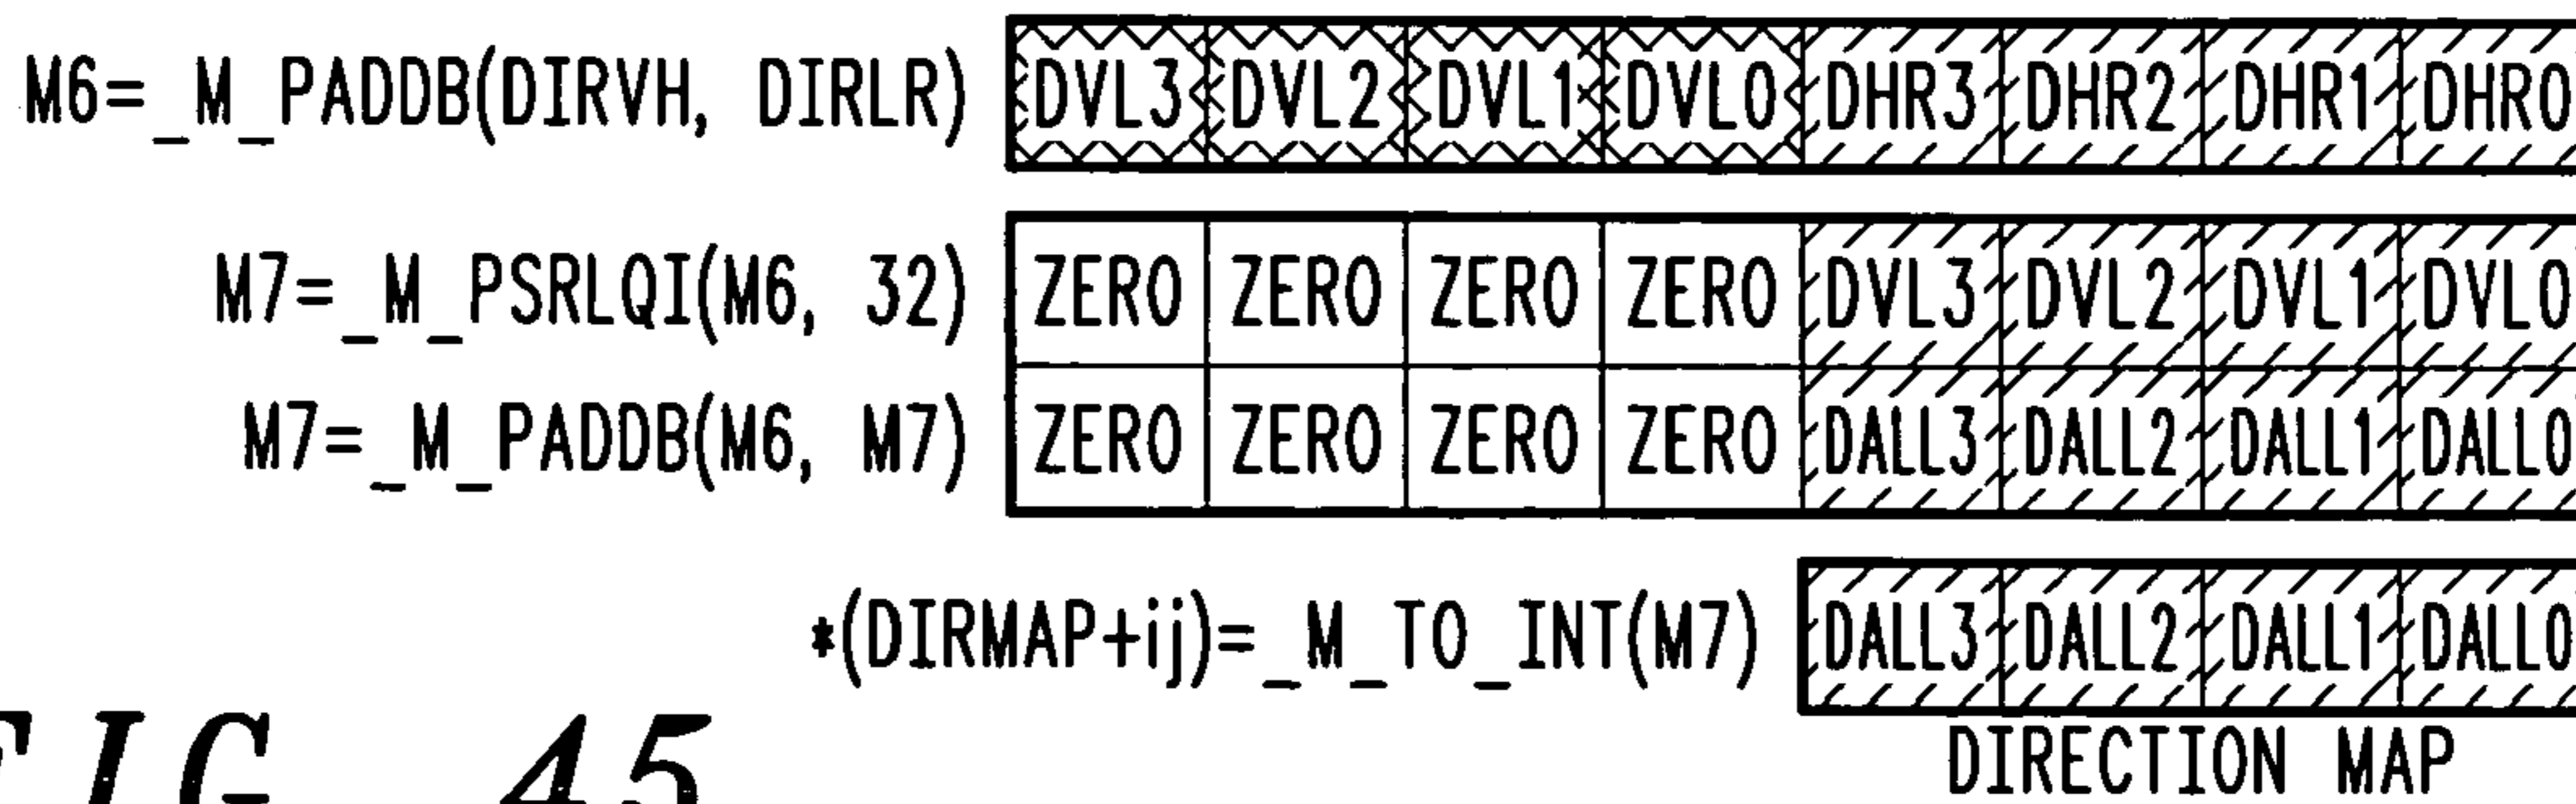 M6=_M_PADDB(DIRVH, DIRLR) DVL3 DVL2 DVL1 DVL0 DHR3 DHR2 DHR1 DHR0
M7=_M_PSRLQI(M6, 32) ZERO ZERO ZERO ZERO DVL3 DVL2 DVL1 DVL0
M7=_M_PADDB(M6, M7) ZERO ZERO ZERO ZERO DALL3 DALL2 DALL1 DALL0
*(DIRMAP+ij)=_M_TO_INT(M7) DALL3 DALL2 DALL1 DALL0
DIRECTION MAP
FIG 45